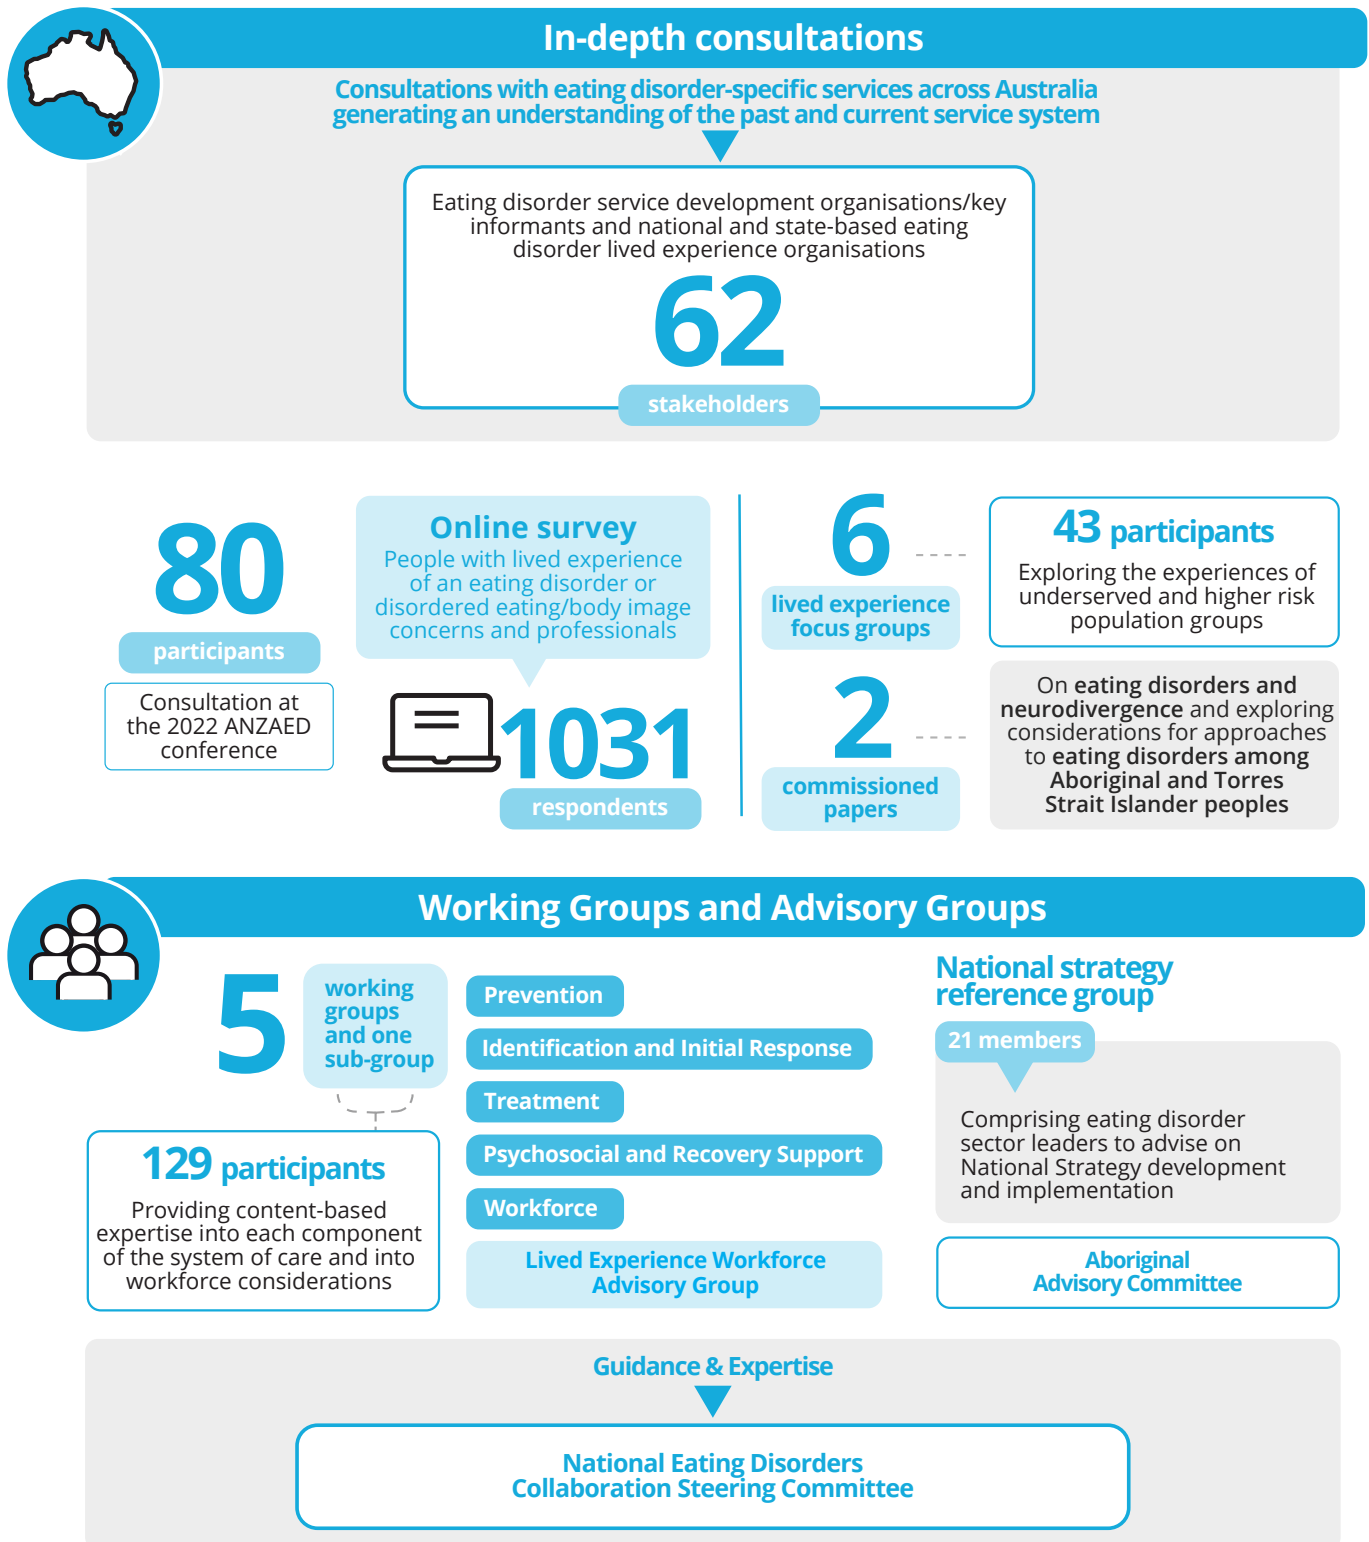 In-depth consultations
Consultations with eating disorder-specific services across Australia
generating an understanding of the past and current service system
Eating disorder service development organisations/key
informants and national and state-based eating
disorder lived experience organisations
62
stakeholders
80
participants
Consultation at
the 2022 ANZAED
conference
Online survey
People with lived experience
of an eating disorder or
disordered eating/body image
concerns and professionals
1031
respondents
6
lived experience
focus groups
43 participants
Exploring the experiences of
underserved and higher risk
population groups
2
commissioned
papers
On eating disorders and
neurodivergence and exploring
considerations for approaches
to eating disorders among
Aboriginal and Torres
Strait Islander peoples
Working Groups and Advisory Groups
5
working
groups
and one
sub-group
129 participants
Providing content-based
expertise into each component
of the system of care and into
workforce considerations
Prevention
Identification and Initial Response
Treatment
Psychosocial and Recovery Support
Workforce
Lived Experience Workforce
Advisory Group
National strategy
reference group
21 members
Comprising eating disorder
sector leaders to advise on
National Strategy development
and implementation
Aboriginal
Advisory Committee
Guidance & Expertise
National Eating Disorders
Collaboration Steering Committee